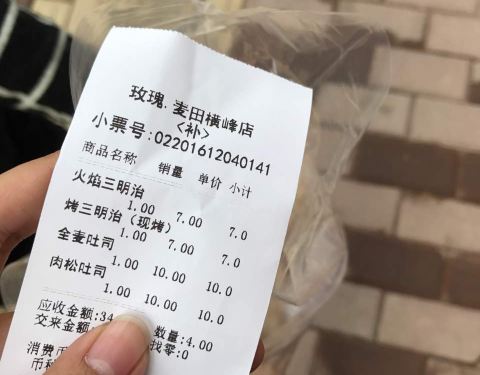 玫瑰.麦田横峰店
<补>
小票号:02201612040141
商品名称 销量 单价 小计
火焰三明治
1.00 7.00 7.0
烤三明治(现烤)
1.00 7.00 7.0
全麦吐司
1.00 10.00 10.0
肉松吐司
1.00 10.00 10.0
应收金额:34 数量:4.00
交来金额: 找零:0
消费币
币种